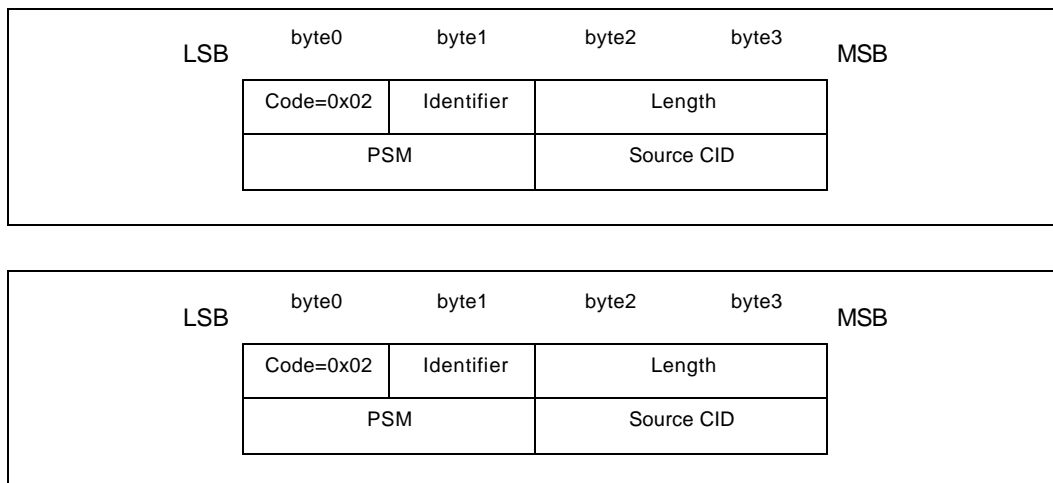 byte0 byte1 byte2 byte3
LSB MSB
Code=0x02 Identifier Length
PSM Source CID
byte0 byte1 byte2 byte3
LSB MSB
Code=0x02 Identifier Length
PSM Source CID